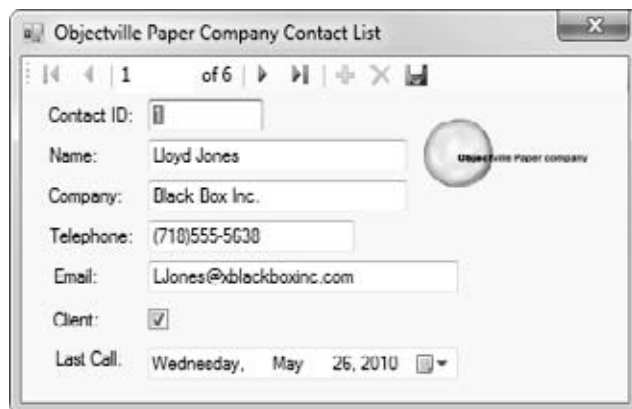 Objectville Paper Company Contact List
1 of 6
Contact ID: 1
Name: Lloyd Jones
Objectville Paper company
Company: Black Box Inc.
Telephone: (718)555-5638
Email: LJones@xblackboxinc.com
Client:
Last Call. Wednesday, May 26, 2010